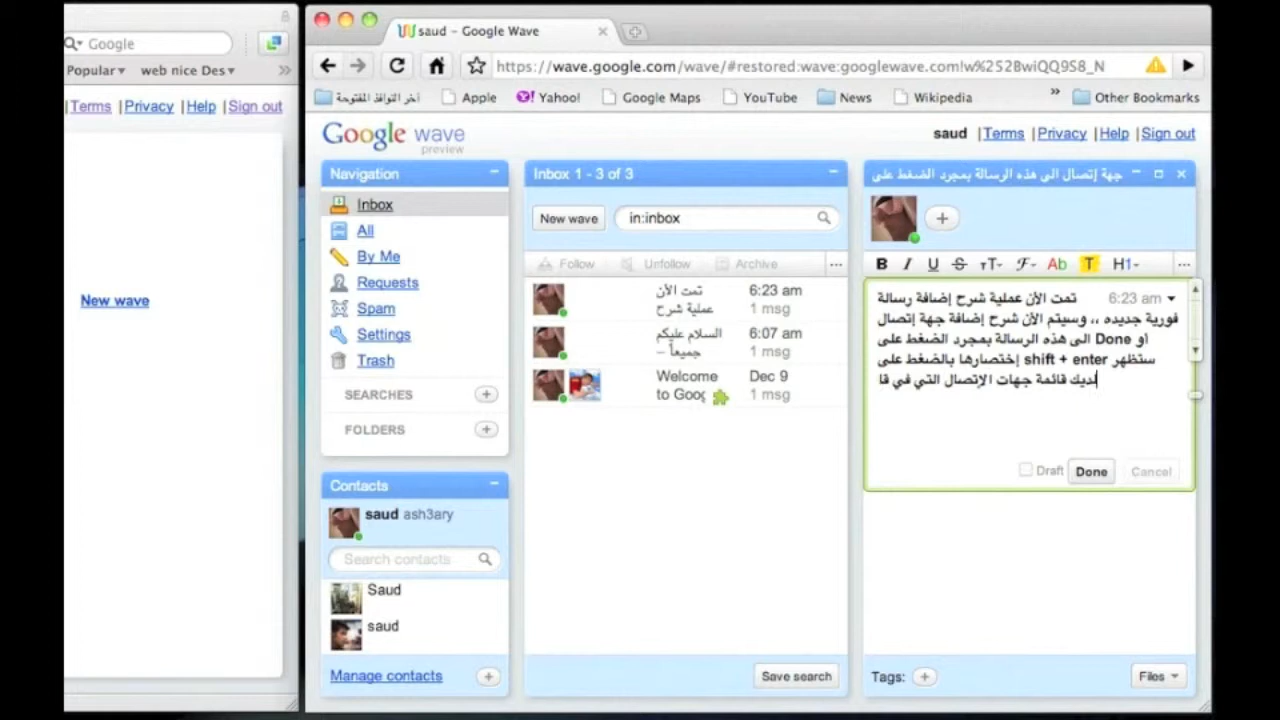 Google
Popular
web nice Des
»
| Terms | Privacy | Help | Sign out
New wave
saud – Google Wave
https://wave.google.com/wave/#restored:wave:googlewave.com!w%252BwiQQ9S8_N
آخر النوافذ المفتوحة
Apple
Yahoo!
Google Maps
YouTube
News
Wikipedia
»
Other Bookmarks
Google wave
preview
saud | Terms | Privacy | Help | Sign out
Navigation
Inbox
All
By Me
Requests
Spam
Settings
Trash
SEARCHES
FOLDERS
Contacts
saud ash3ary
Search contacts
Saud
saud
Manage contacts
Inbox 1 - 3 of 3
New wave
in:inbox
Follow
Unfollow
Archive
...
تمت الأن
عملية شرح
6:23 am
1 msg
السلام عليكم
جميعاً –
6:07 am
1 msg
Welcome
to Goog
Dec 9
1 msg
Save search
جهة إتصال الى هذه الرسالة بمجرد الضغط على
B I U S тT F Ab T H1 ...
تمت الأن عملية شرح إضافة رسالة
6:23 am
فورية جديده ،، وسيتم الأن شرح إضافة جهة إتصال
الى هذه الرسالة بمجرد الضغط على Done أو
إختصارها بالضغط على shift + enter ستظهر
لديك قائمة جهات الإتصال التي في قا
Draft
Done
Cancel
Tags:
Files